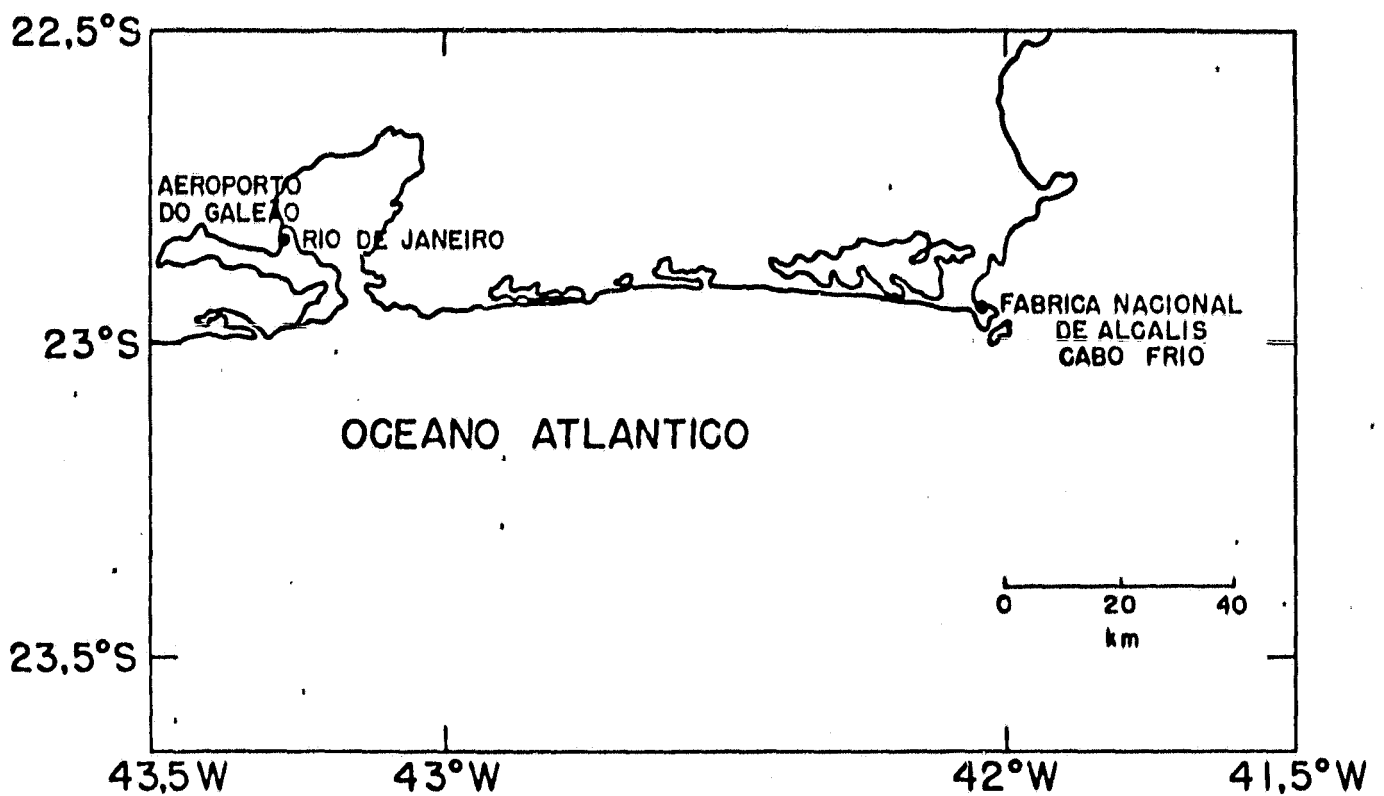 22,5°S
AEROPORTO
DO GALEÃO
RIO DE JANEIRO
FABRICA NACIONAL
DE ALCALIS
CABO FRIO
23°S
OCEANO ATLANTICO
0 20 40
km
23,5°S
43,5 W 43°W 42°W 41,5°W